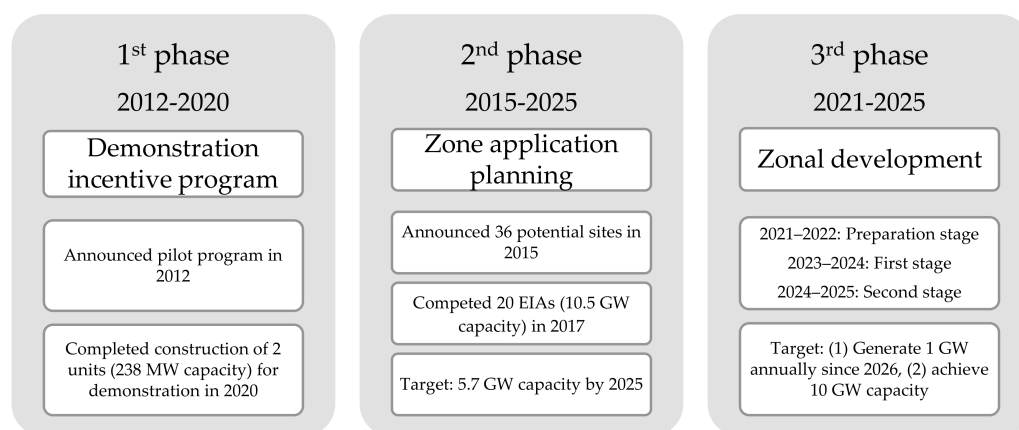 1st phase
2012-2020
Demonstration
incentive program
Announced pilot program in
2012
Completed construction of 2
units (238 MW capacity) for
demonstration in 2020
2nd phase
2015-2025
Zone application
planning
Announced 36 potential sites in
2015
Competed 20 EIAs (10.5 GW
capacity) in 2017
Target: 5.7 GW capacity by 2025
3rd phase
2021-2025
Zonal development
2021–2022: Preparation stage
2023–2024: First stage
2024–2025: Second stage
Target: (1) Generate 1 GW
annually since 2026, (2) achieve
10 GW capacity